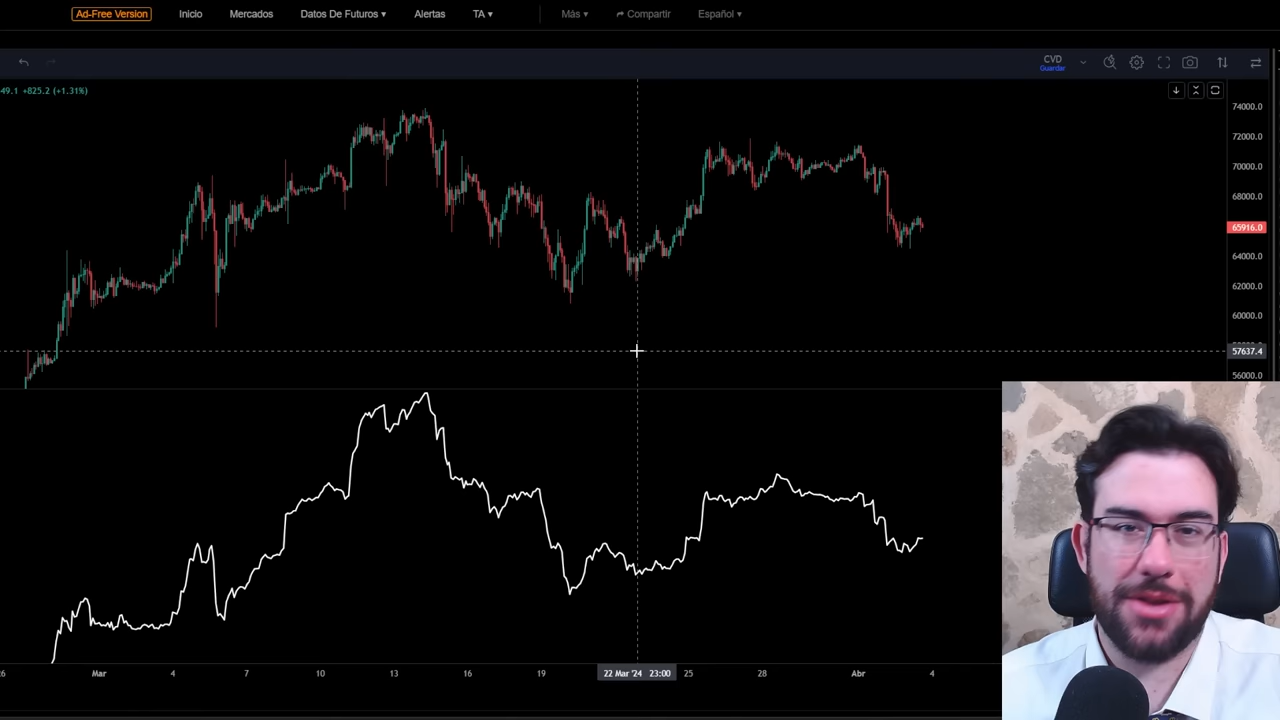 Ad-Free Version Inicio Mercados Datos De Futuros ▾ Alertas TA ▾ Más ▾ Compartir Español ▾
CVD
Guardar
49.1 +825.2 (+1.31%)
74000.0
72000.0
70000.0
68000.0
65916.0
64000.0
62000.0
60000.0
57637.4
56000.0
26 Mar 4 7 10 13 16 19 22 Mar '24 23:00 25 28 Abr 4